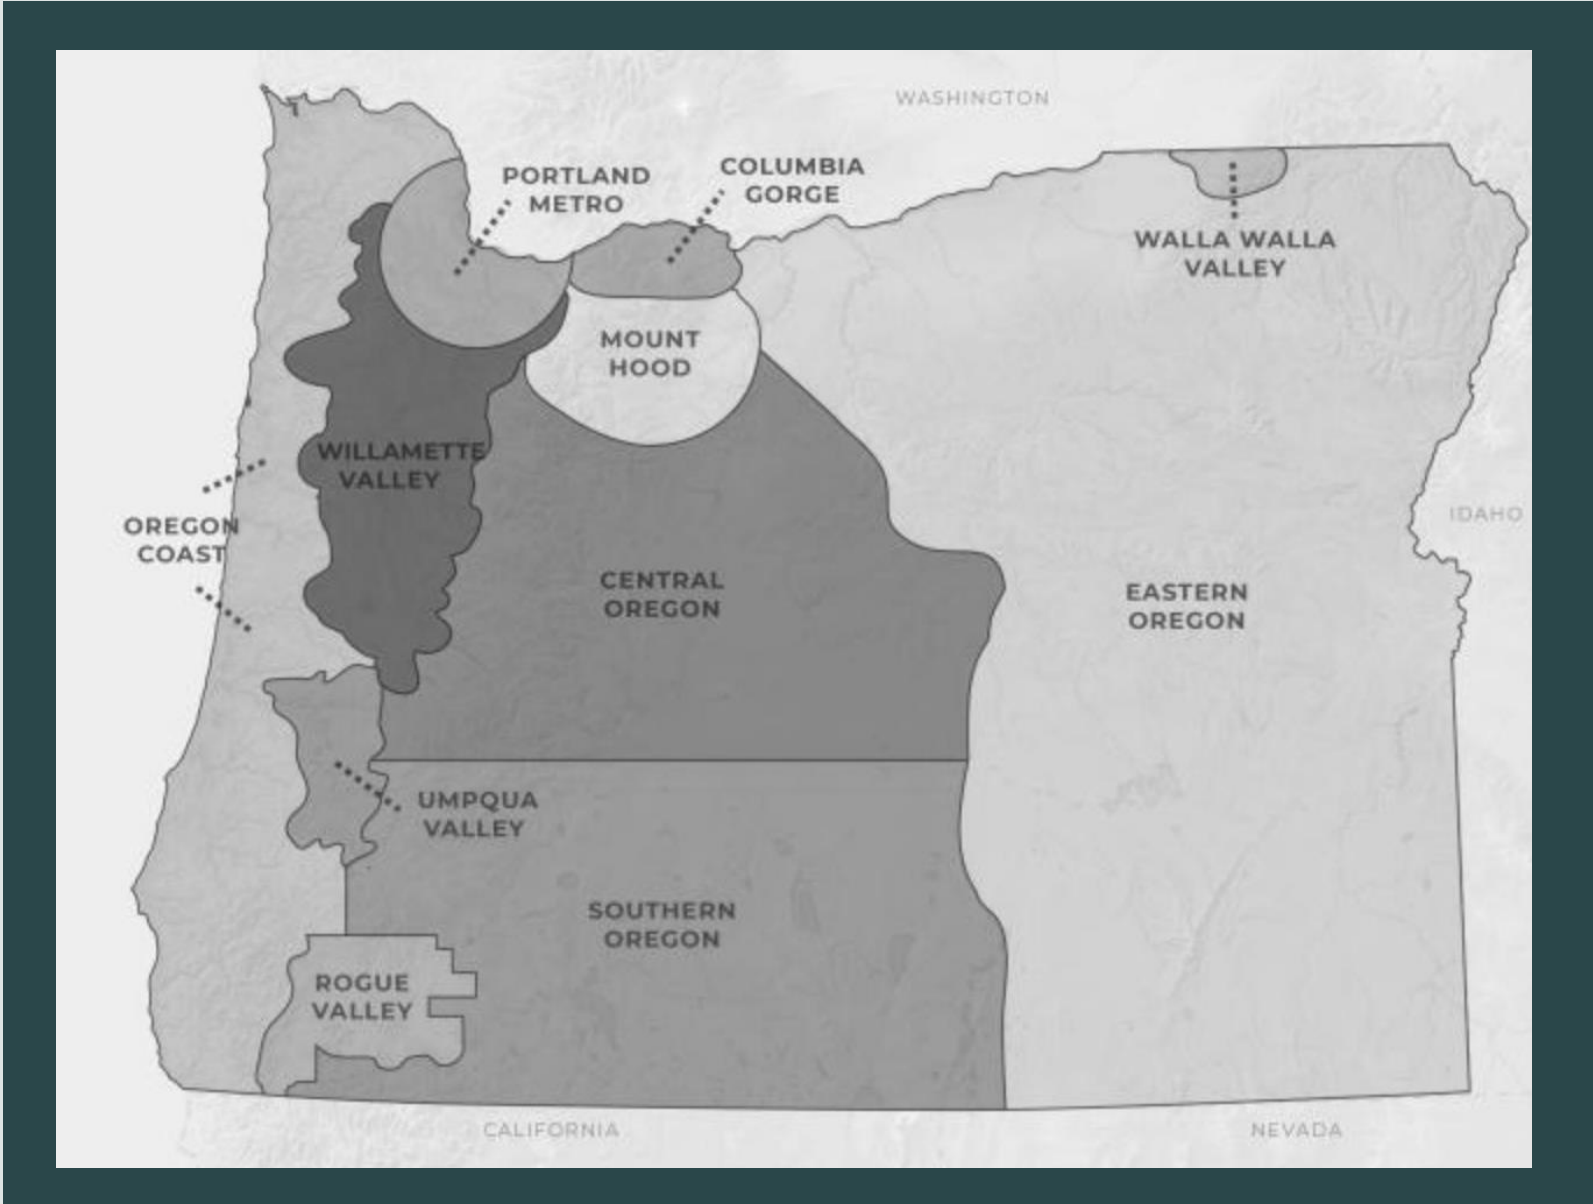 WASHINGTON
PORTLAND
METRO
COLUMBIA
GORGE
WALLA WALLA
VALLEY
MOUNT
HOOD
WILLAMETTE
VALLEY
OREGON
COAST
IDAHO
CENTRAL
OREGON
EASTERN
OREGON
UMPQUA
VALLEY
SOUTHERN
OREGON
ROGUE
VALLEY
CALIFORNIA
NEVADA